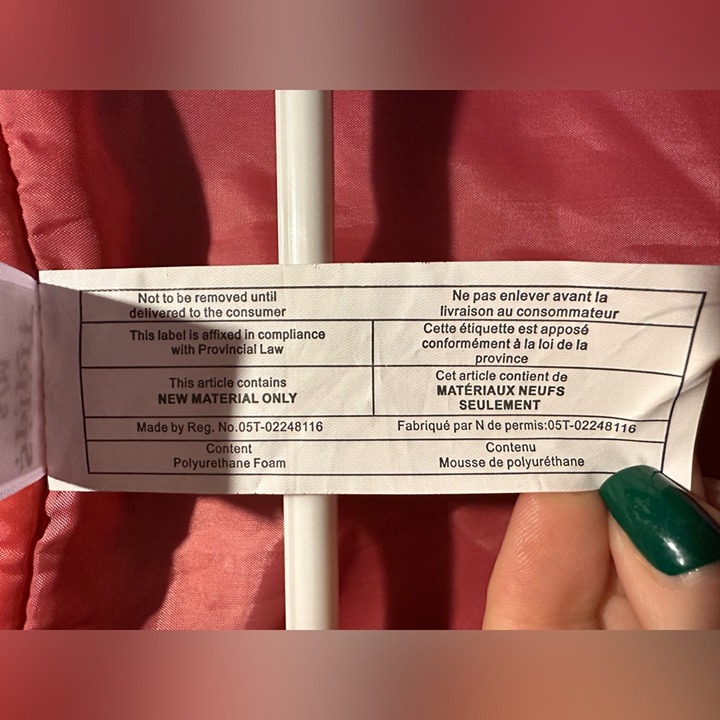 Not to be removed until
delivered to the consumer
Ne pas enlever avant la
livraison au consommateur
This label is affixed in compliance
with Provincial Law
Cette étiquette est apposé
conformément à la loi de la
province
This article contains
NEW MATERIAL ONLY
Cet article contient de
MATÉRIAUX NEUFS
SEULEMENT
Made by Reg. No.05T-02248116
Fabriqué par N de permis:05T-02248116
Content
Polyurethane Foam
Contenu
Mousse de polyuréthane